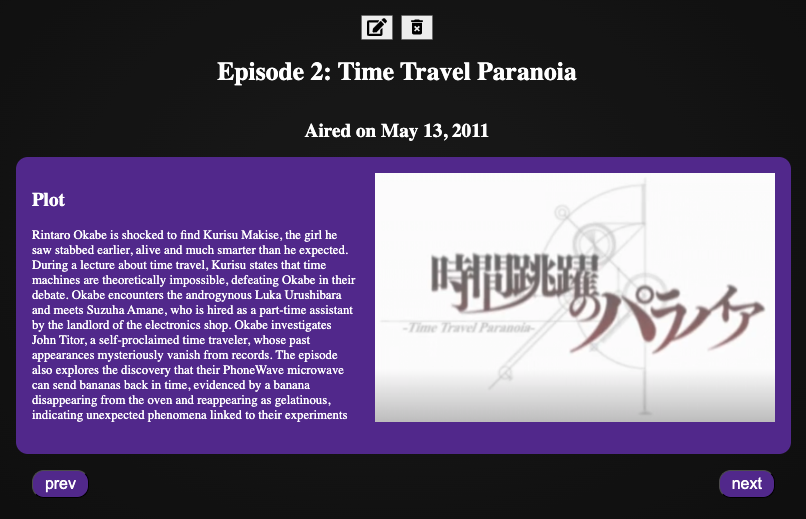 Episode 2: Time Travel Paranoia
Aired on May 13, 2011
Plot
Rintaro Okabe is shocked to find Kurisu Makise, the girl he
saw stabbed earlier, alive and much smarter than he expected.
During a lecture about time travel, Kurisu states that time
machines are theoretically impossible, defeating Okabe in their
debate. Okabe encounters the androgynous Luka Urushibara
and meets Suzuha Amane, who is hired as a part-time assistant
by the landlord of the electronics shop. Okabe investigates
John Titor, a self-proclaimed time traveler, whose past
appearances mysteriously vanish from records. The episode
also explores the discovery that their PhoneWave microwave
can send bananas back in time, evidenced by a banana
disappearing from the oven and reappearing as gelatinous,
indicating unexpected phenomena linked to their experiments
時間跳躍
のパラノイア
-Time Travel Paranoia-
prev
next